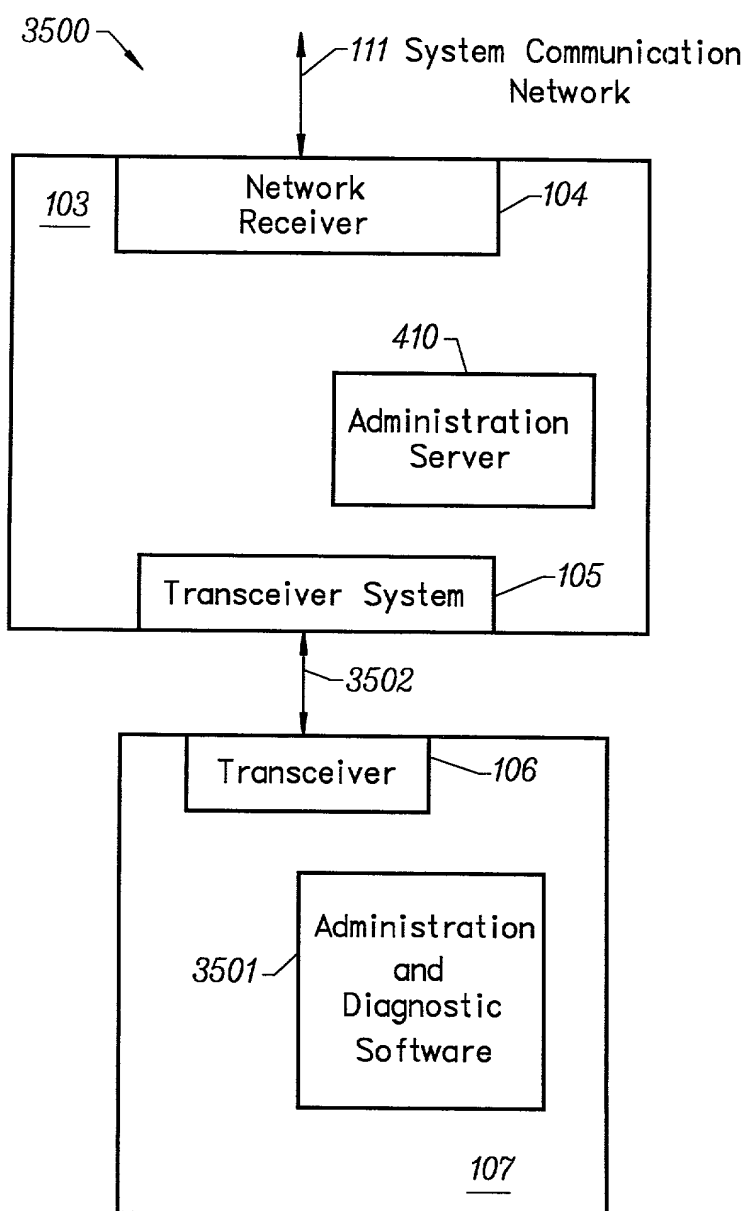 3500
111 System Communication
Network
103
Network
Receiver
104
410
Administration
Server
Transceiver System
105
3502
Transceiver
106
Administration
and
Diagnostic
Software
3501
107